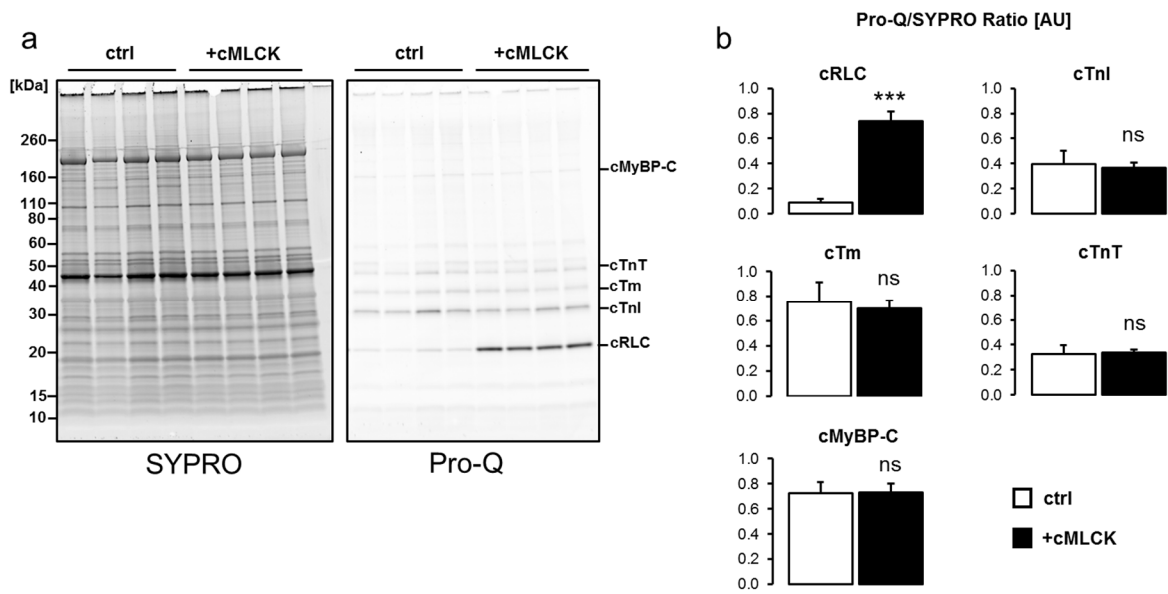 a
ctrl
+cMLCK
ctrl
+cMLCK
[kDa]
260
160
110
80
60
50
40
30
20
15
10
cMyBP-C
cTnT
cTm
cTnI
cRLC
SYPRO
Pro-Q
b
Pro-Q/SYPRO Ratio [AU]
cRLC
1.0
0.8
0.6
0.4
0.2
0.0
***
cTnI
1.0
0.8
0.6
0.4
0.2
0.0
ns
cTm
1.0
0.8
0.6
0.4
0.2
0.0
ns
cTnT
1.0
0.8
0.6
0.4
0.2
0.0
ns
cMyBP-C
1.0
0.8
0.6
0.4
0.2
0.0
ns
ctrl
+cMLCK